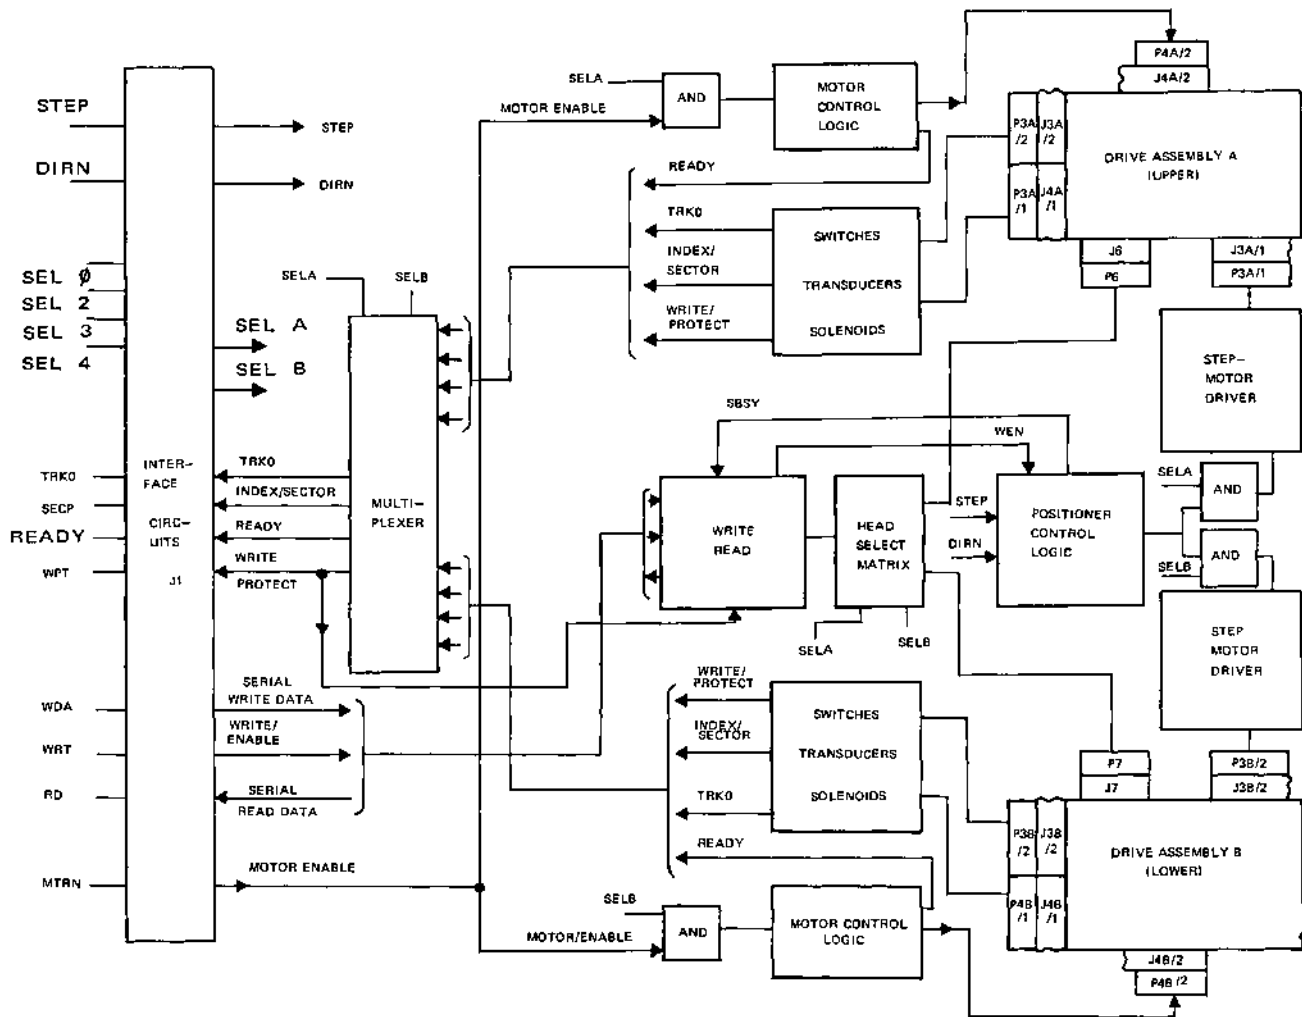 STEP
DIRN
SEL Ø
SEL 2
SEL 3
SEL 4
TRK0
SECP
READY
WPT
WDA
WRT
RD
MTRN
INTER-
FACE
CIRCUITS
J1
STEP
DIRN
SEL A
SEL B
TRK0
INDEX/SECTOR
READY
WRITE
PROTECT
SERIAL
WRITE DATA
WRITE/
ENABLE
SERIAL
READ DATA
MOTOR ENABLE
SELA
SELB
MULTI-
PLEXER
SELA
MOTOR ENABLE
AND
MOTOR
CONTROL
LOGIC
READY
TRK0
INDEX/
SECTOR
WRITE/
PROTECT
SWITCHES
TRANSDUCERS
SOLENOIDS
P4A/2
J4A/2
P3A/2
J3A/2
P3A/1
J4A/1
DRIVE ASSEMBLY A
(UPPER)
J6
P6
J3A/1
P3A/1
STEP-
MOTOR
DRIVER
SBSY
WEN
WRITE
READ
HEAD
SELECT
MATRIX
SELA
SELB
STEP
DIRN
POSITIONER
CONTROL
LOGIC
SELA
AND
AND
SELB
STEP
MOTOR
DRIVER
WRITE/
PROTECT
INDEX/
SECTOR
TRK0
READY
SWITCHES
TRANSDUCERS
SOLENOIDS
P7
J7
P3B/2
J3B/2
P3B/2
J3B/2
P4B/1
J4B/1
DRIVE ASSEMBLY B
(LOWER)
SELB
MOTOR/ENABLE
AND
MOTOR CONTROL
LOGIC
J4B/2
P4B/2